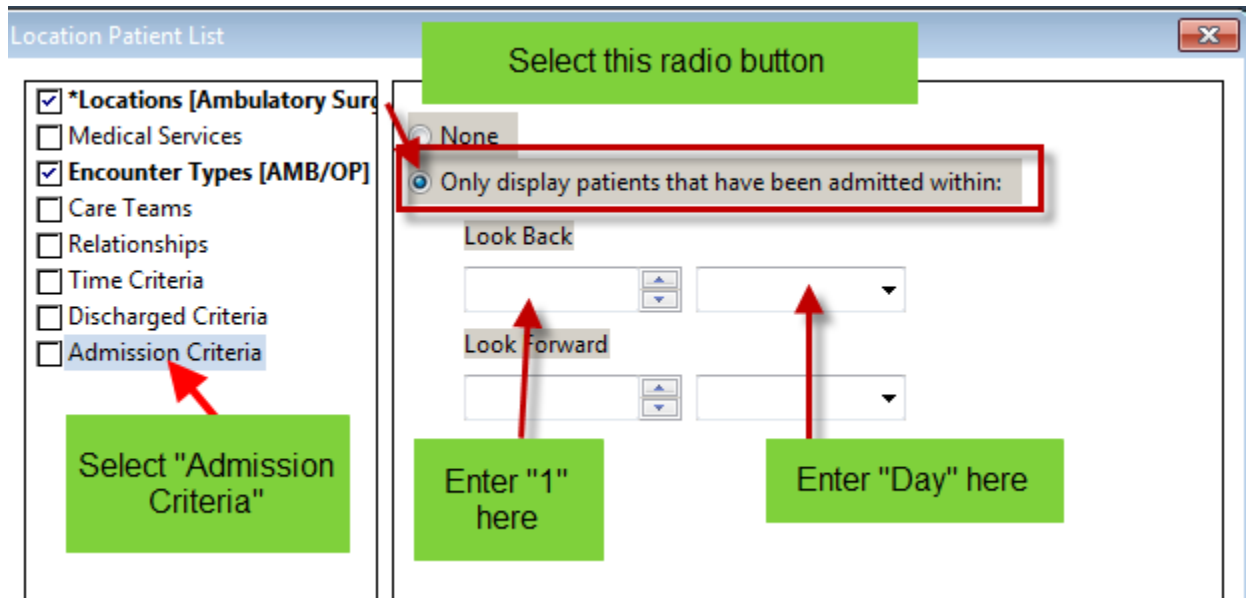 Location Patient List
Select this radio button
*Locations [Ambulatory Surg
Medical Services
Encounter Types [AMB/OP]
Care Teams
Relationships
Time Criteria
Discharged Criteria
Admission Criteria
Select "Admission
Criteria"
None
Only display patients that have been admitted within:
Look Back
Look Forward
Enter "1"
here
Enter "Day" here